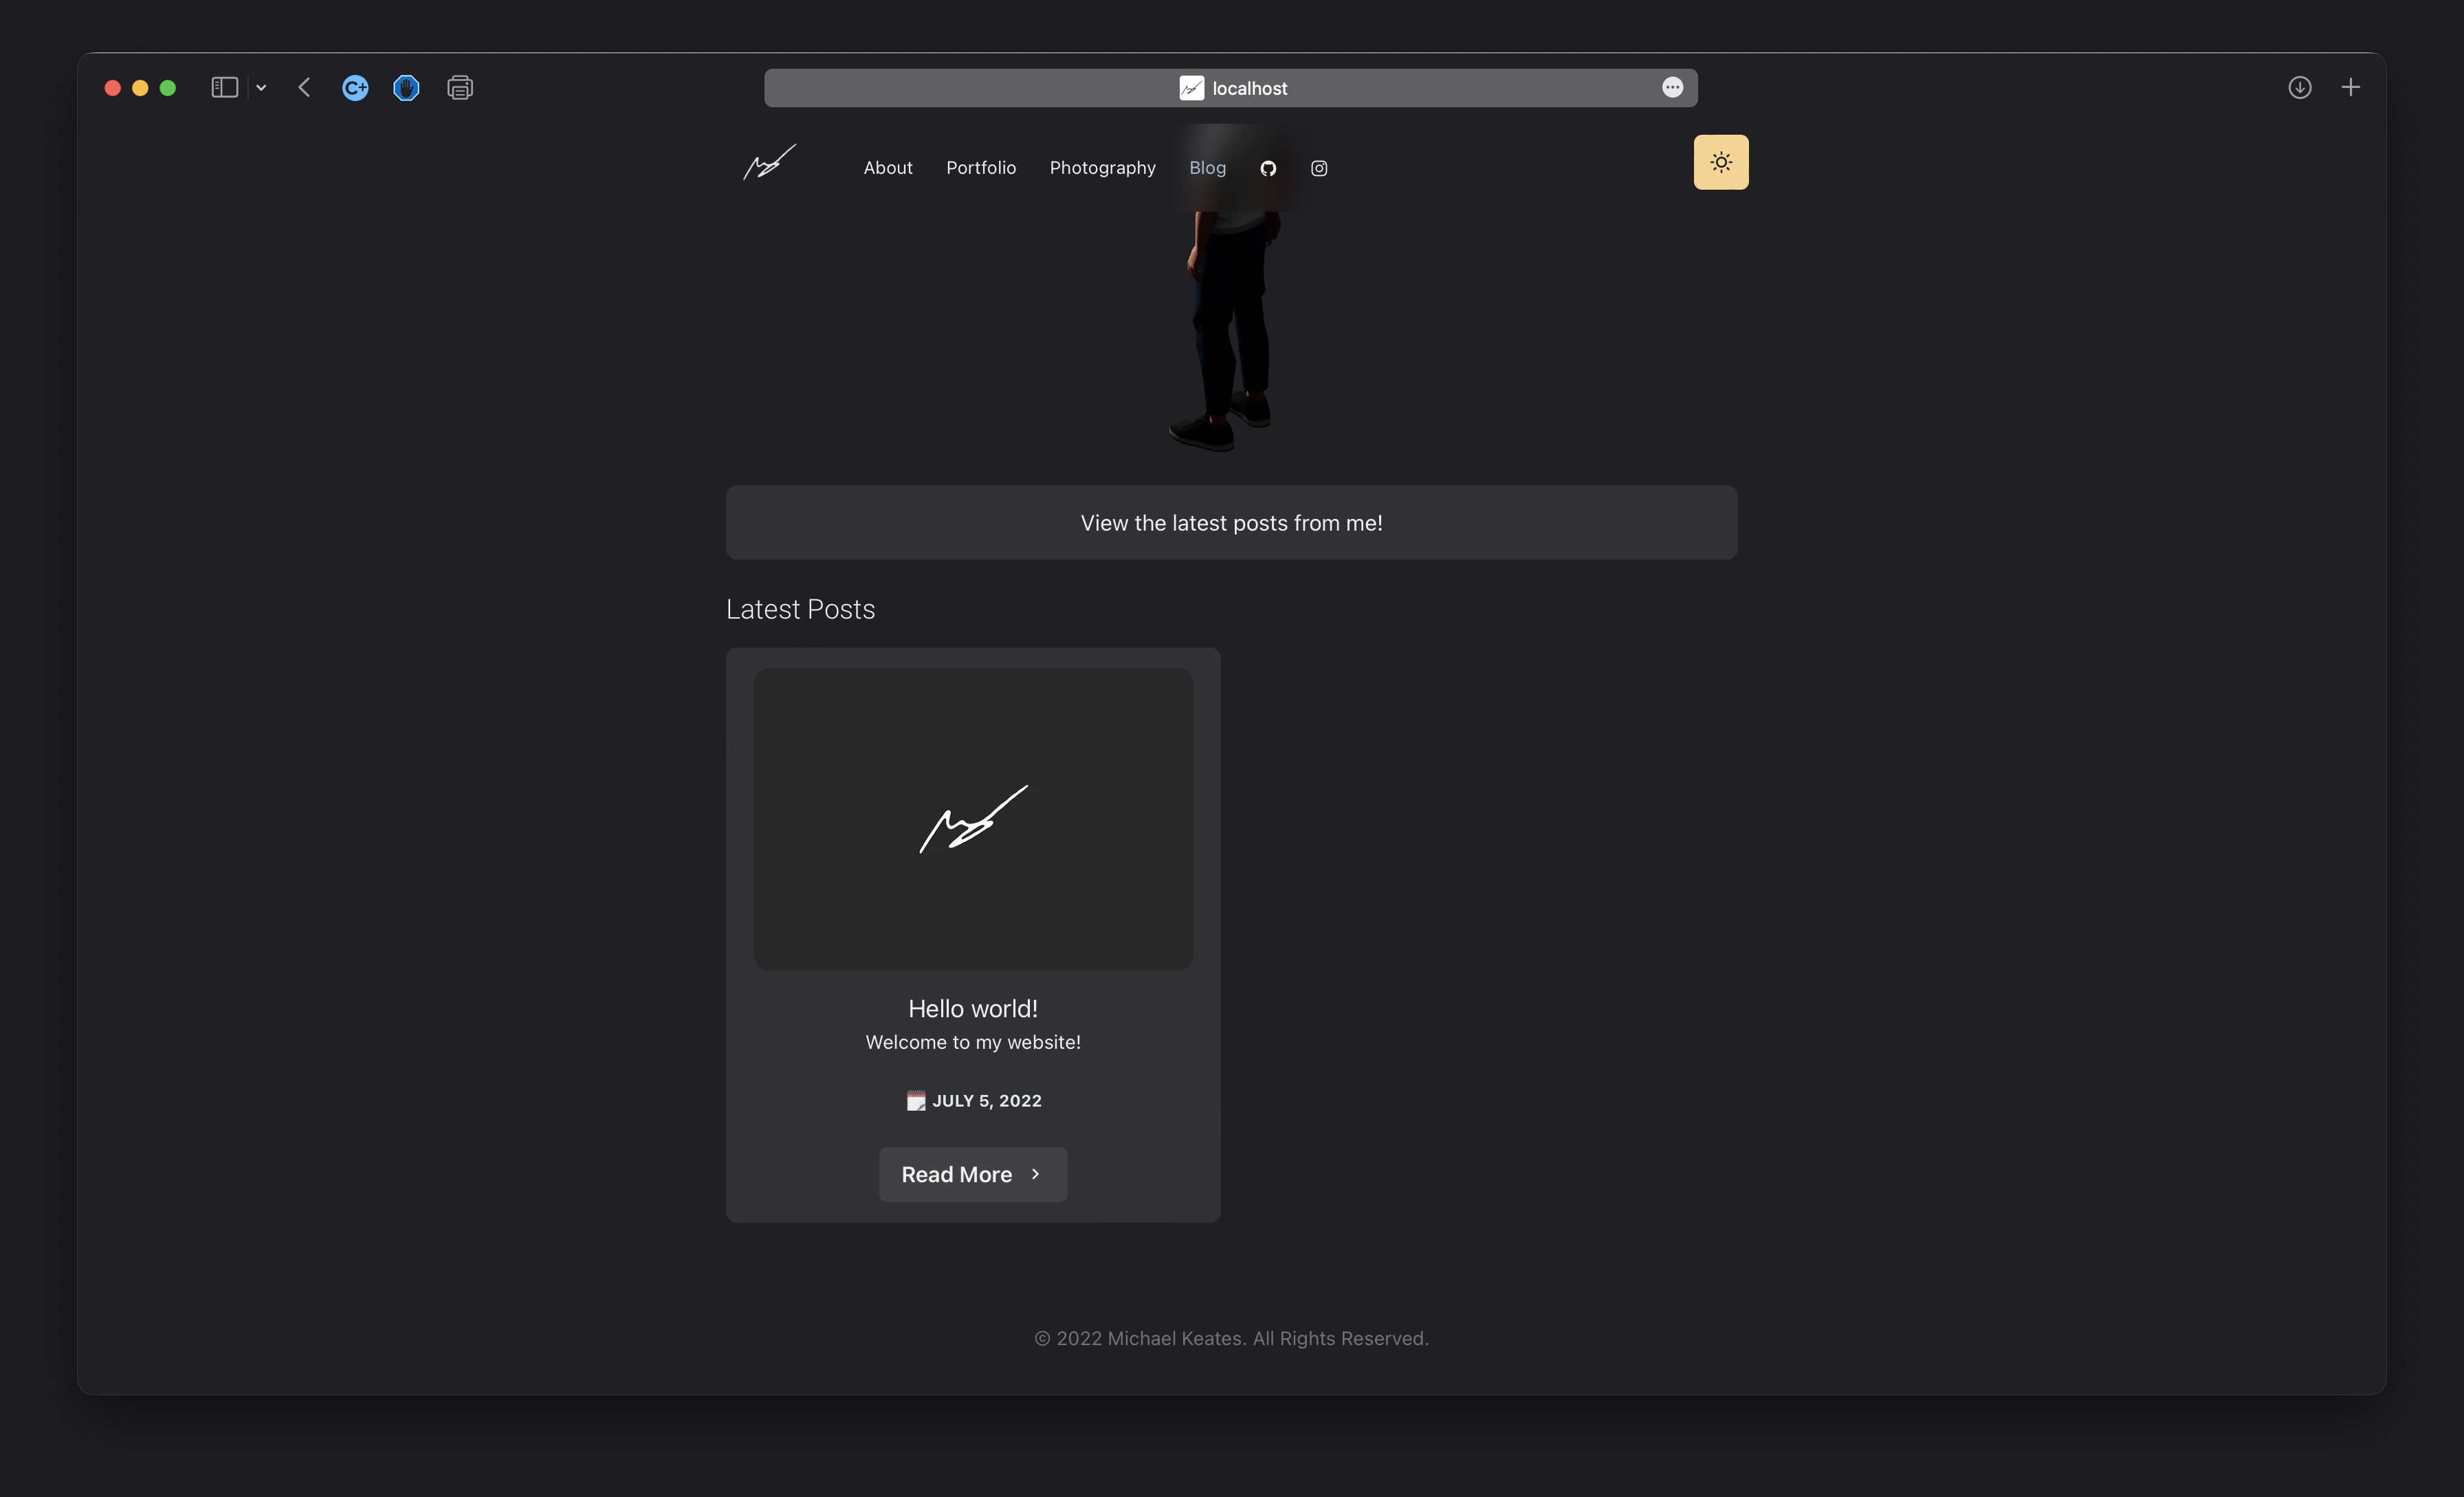 localhost
About Portfolio Photography Blog
View the latest posts from me!
Latest Posts
Hello world!
Welcome to my website!
JULY 5, 2022
Read More
© 2022 Michael Keates. All Rights Reserved.